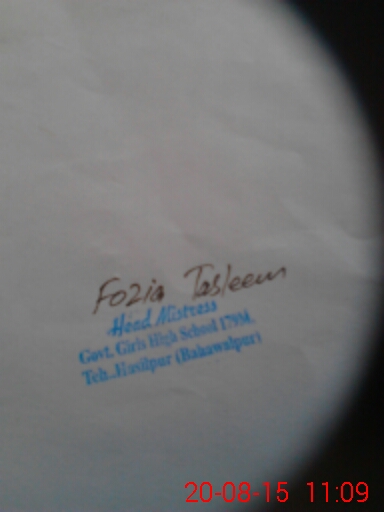 Fozia Tasleem
Head Mistress
Govt. Girls High School 179M.
Teh..Hasilpur (Bahawalpur)
20-08-15 11:09